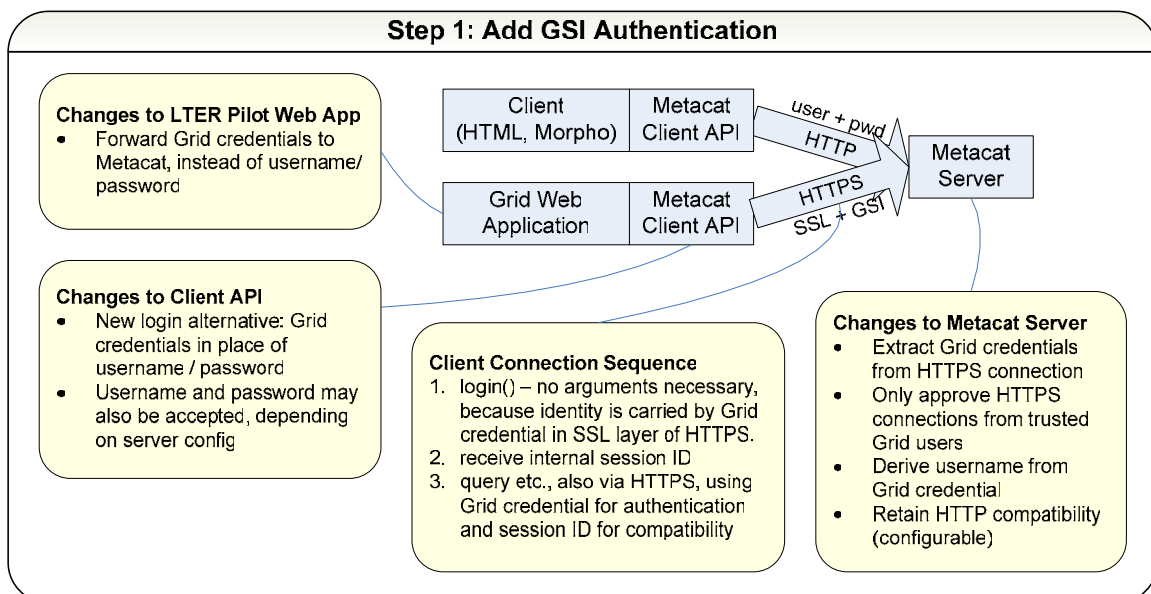 Step 1: Add GSI Authentication
Changes to LTER Pilot Web App
• Forward Grid credentials to
Metacat, instead of username/
password
Client
(HTML, Morpho)
Metacat
Client API
user + pwd
HTTP
Metacat
Server
Grid Web
Application
Metacat
Client API
HTTPS
SSL + GSI
Changes to Client API
• New login alternative: Grid
credentials in place of
username / password
• Username and password may
also be accepted, depending
on server config
Client Connection Sequence
1. login() – no arguments necessary,
because identity is carried by Grid
credential in SSL layer of HTTPS.
2. receive internal session ID
3. query etc., also via HTTPS, using
Grid credential for authentication
and session ID for compatibility
Changes to Metacat Server
• Extract Grid credentials
from HTTPS connection
• Only approve HTTPS
connections from trusted
Grid users
• Derive username from
Grid credential
• Retain HTTP compatibility
(configurable)